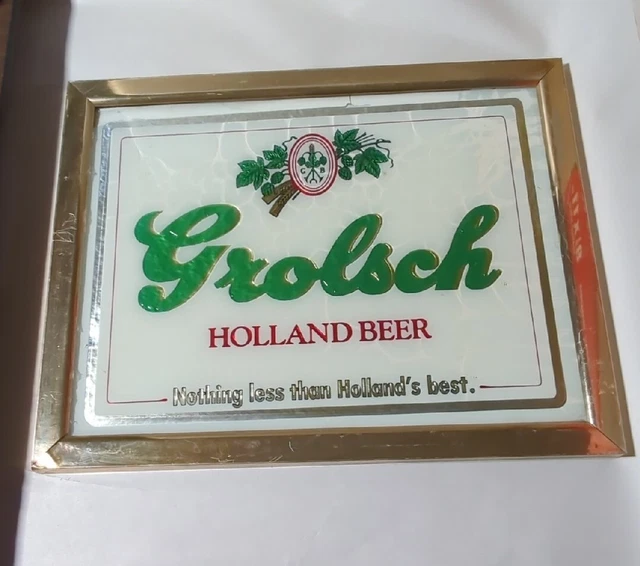 G B
Grolsch
HOLLAND BEER
Nothing less than Holland's best.